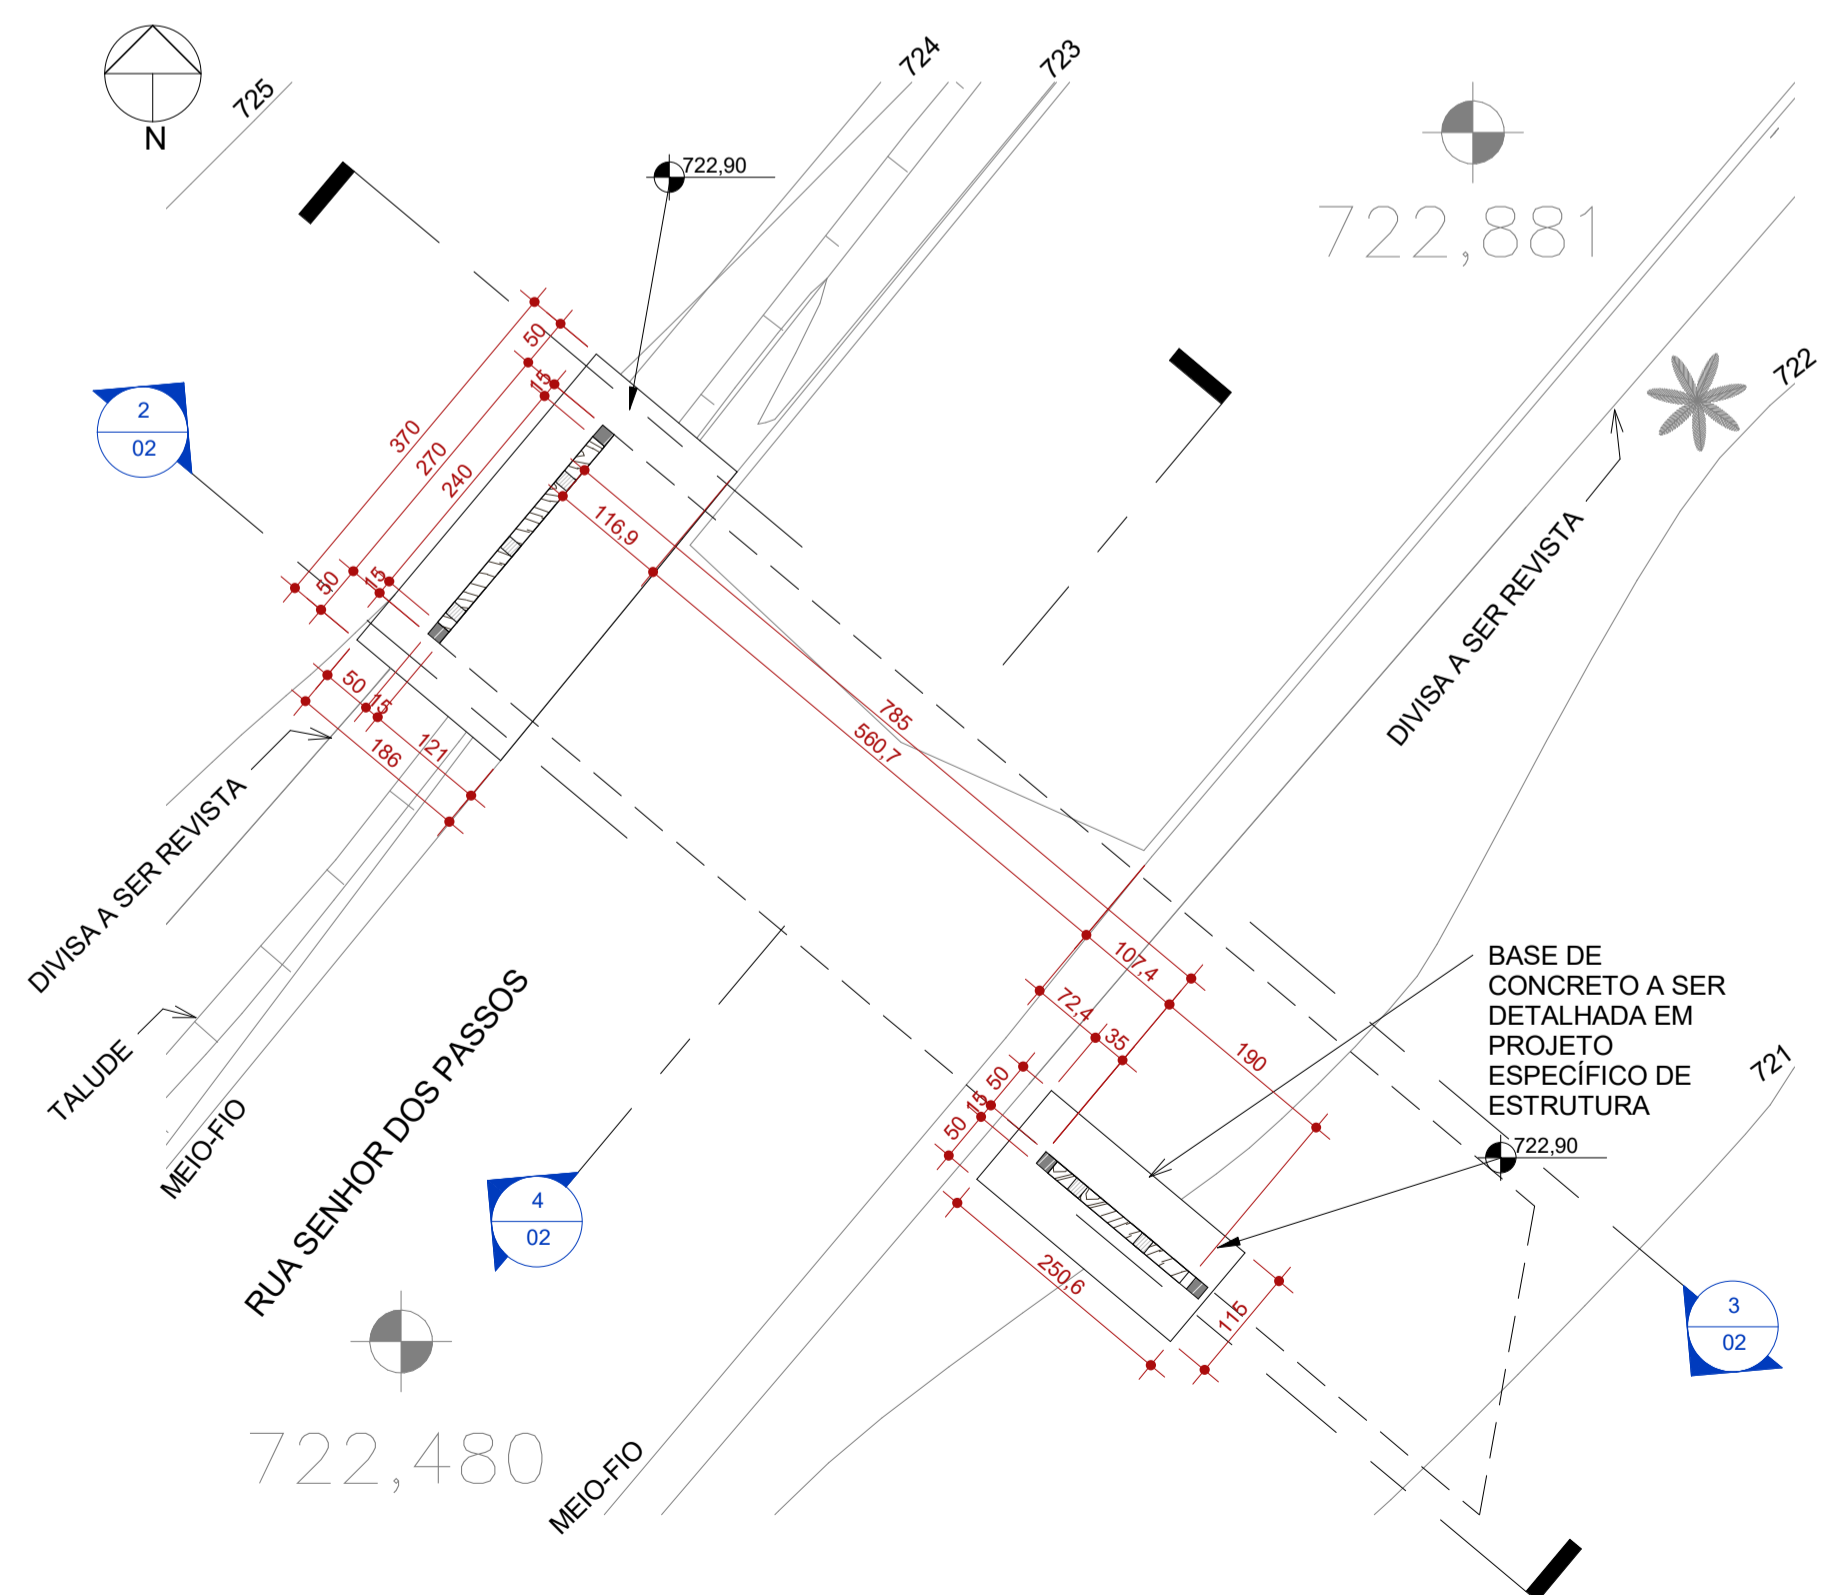 724
723
725
N
722,90
722,881
50
15
370
270
240
2
02
722
116,9
50
15
DIVISA A SER REVISTA
50
15
121
186
785
560,7
DIVISA A SER REVISTA
TALUDE
MEIO-FIO
RUA SENHOR DOS PASSOS
107,4
72,4
35
190
50
15
50
BASE DE
CONCRETO A SER
DETALHADA EM
PROJETO
ESPECÍFICO DE
ESTRUTURA
721
722,90
4
02
250,6
115
3
02
722,480
MEIO-FIO